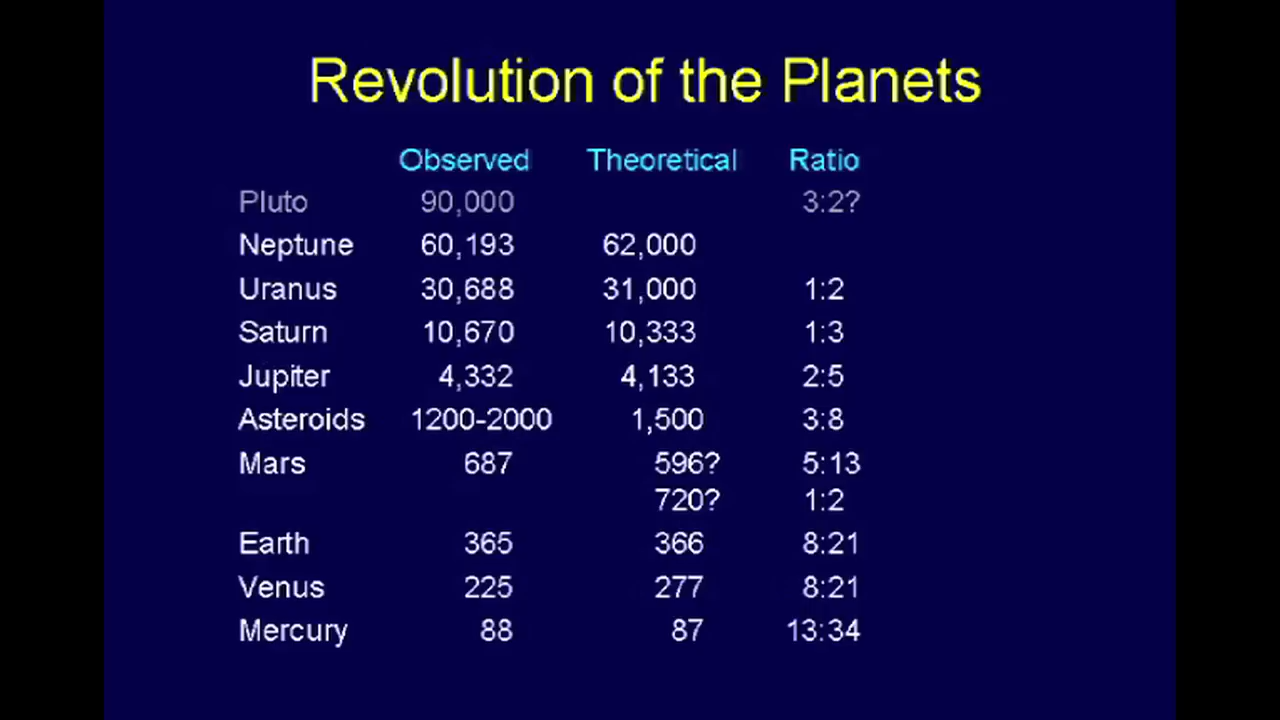 Revolution of the Planets
Observed Theoretical Ratio
Pluto 90,000 3:2?
Neptune 60,193 62,000
Uranus 30,688 31,000 1:2
Saturn 10,670 10,333 1:3
Jupiter 4,332 4,133 2:5
Asteroids 1200-2000 1,500 3:8
Mars 687 596? 5:13
720? 1:2
Earth 365 366 8:21
Venus 225 277 8:21
Mercury 88 87 13:34